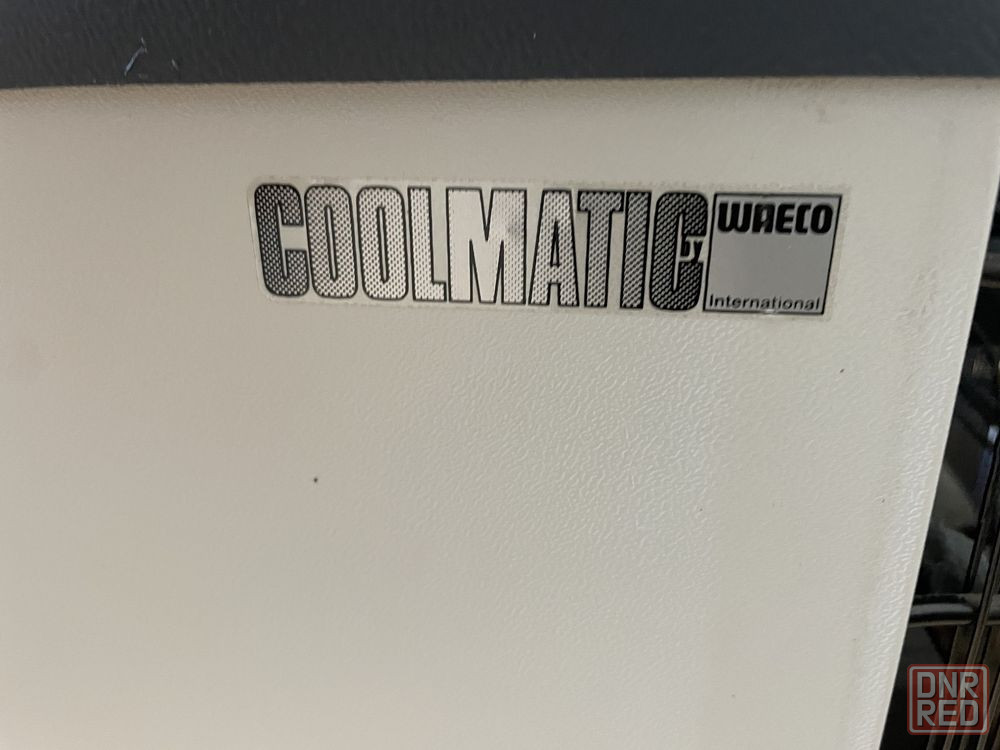 COOLMATIC by WAECO
International
DNR
RED